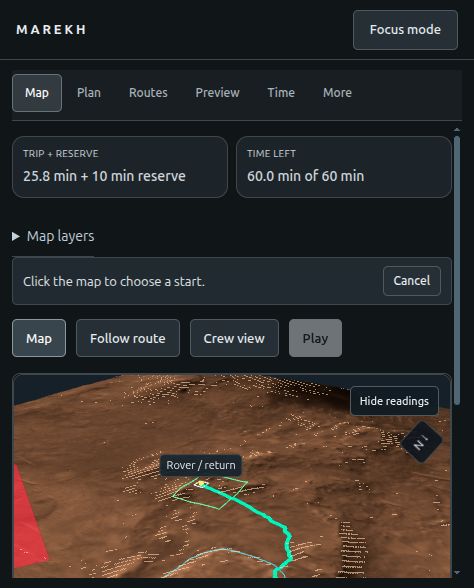 MAREKH
Focus mode
Map Plan Routes Preview Time More
TRIP + RESERVE
25.8 min + 10 min reserve
TIME LEFT
60.0 min of 60 min
Map layers
Click the map to choose a start.
Cancel
Map Follow route Crew view Play
Hide readings
N
Rover / return